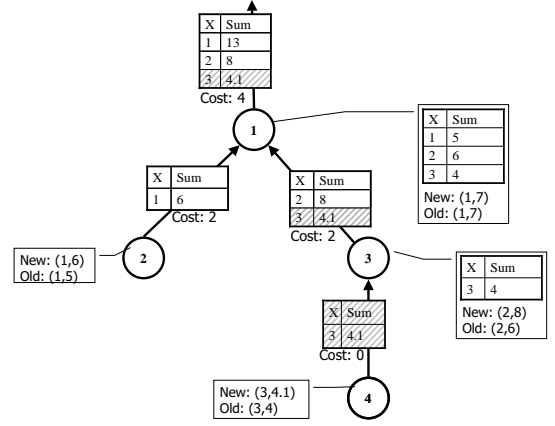 X Sum
1 13
2 8
3 4.1
Cost: 4
1
X Sum
1 5
2 6
3 4
New: (1,7)
Old: (1,7)
X Sum
1 6
Cost: 2
X Sum
2 8
3 4.1
Cost: 2
New: (1,6)
Old: (1,5)
2
3
X Sum
3 4
New: (2,8)
Old: (2,6)
X Sum
3 4.1
Cost: 0
New: (3,4.1)
Old: (3,4)
4